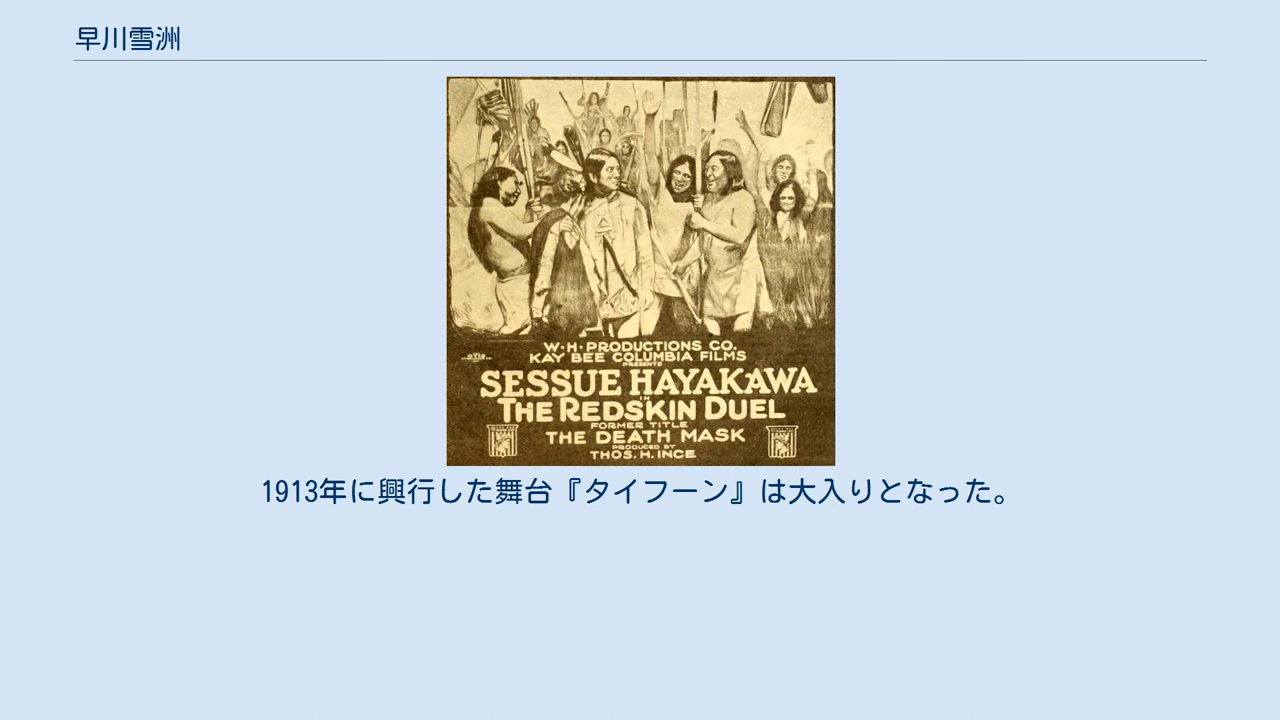 早川雪洲
W·H·PRODUCTIONS CO.
KAY BEE COLUMBIA FILMS
PRESENTS
SESSUE HAYAKAWA
IN
THE REDSKIN DUEL
FORMER TITLE
THE DEATH MASK
PRODUCED BY
THOS. H. INCE
1913年に興行した舞台『タイフーン』は大入りとなった。